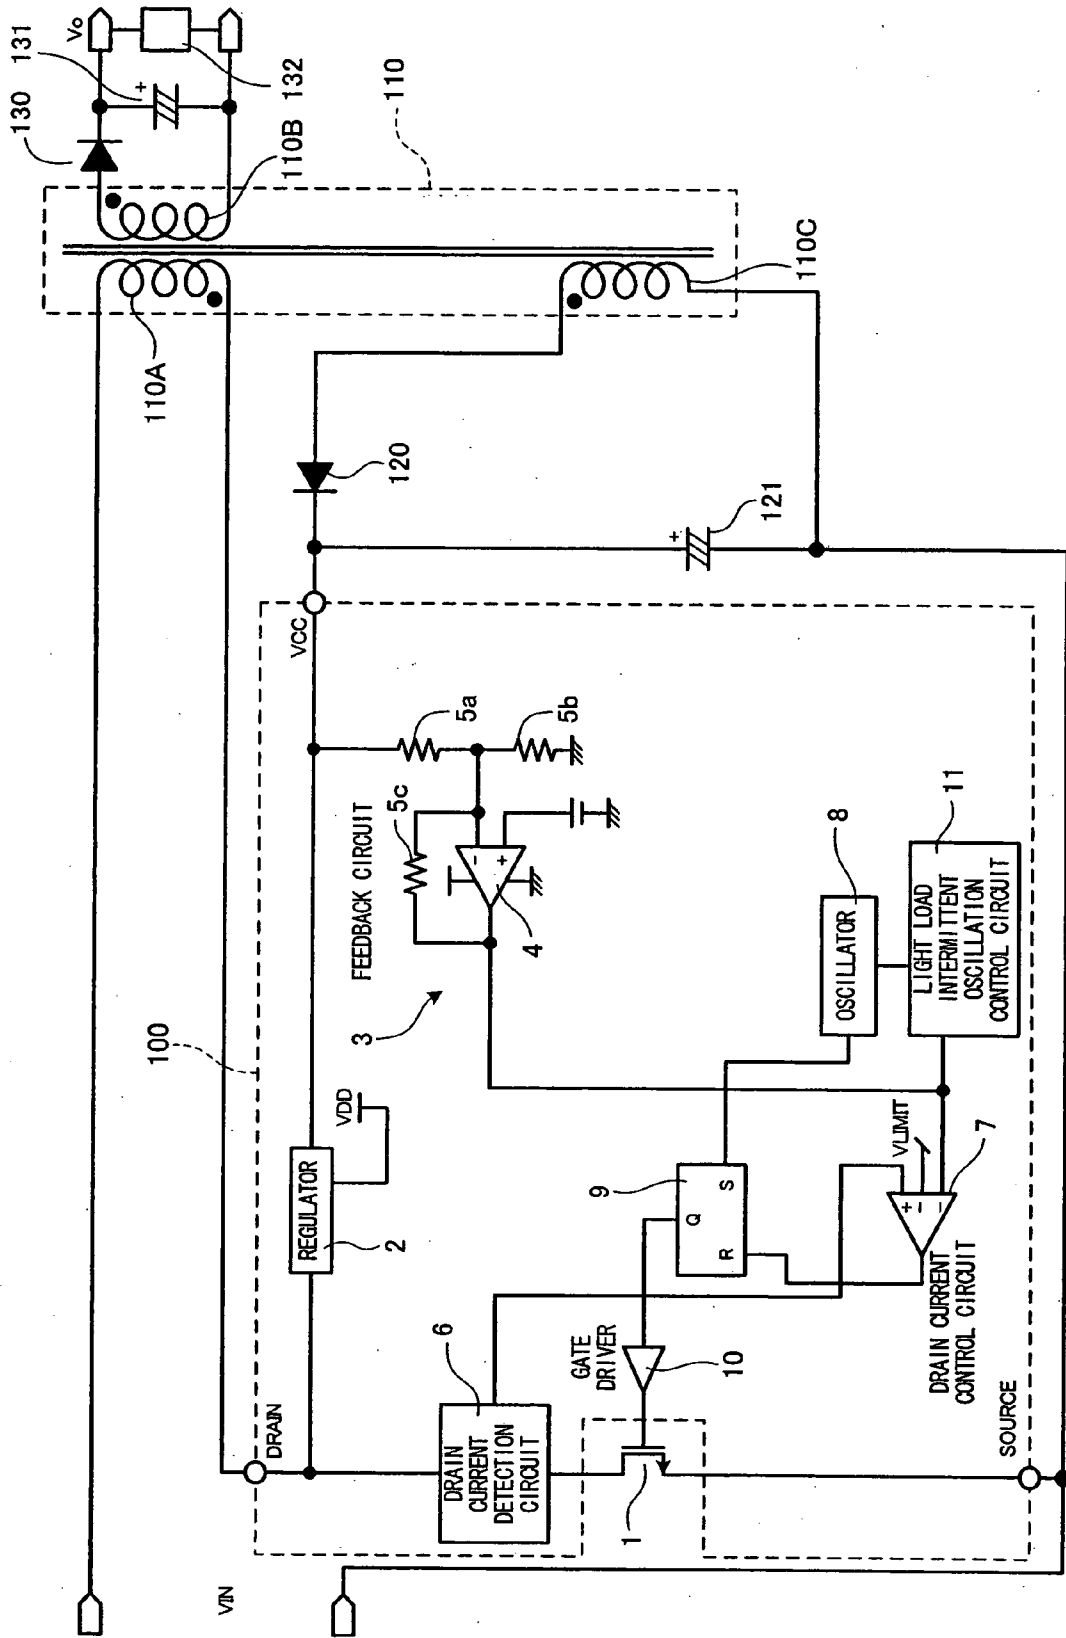 VIN
110A
110
130
131
Vo
132
110B
110C
100
DRAIN
REGULATOR
2
VDD
VCC
120
121
FEEDBACK CIRCUIT
3
5c
5a
5b
-
+
4
6
DRAIN
CURRENT
DETECTION
CIRCUIT
GATE
DRIVER
10
1
9
Q
S
R
OSCILLATOR
8
LIGHT LOAD
INTERMITTENT
OSCILLATION
CONTROL CIRCUIT
11
VLIMIT
+
-
-
7
DRAIN CURRENT
CONTROL CIRCUIT
SOURCE
+
+